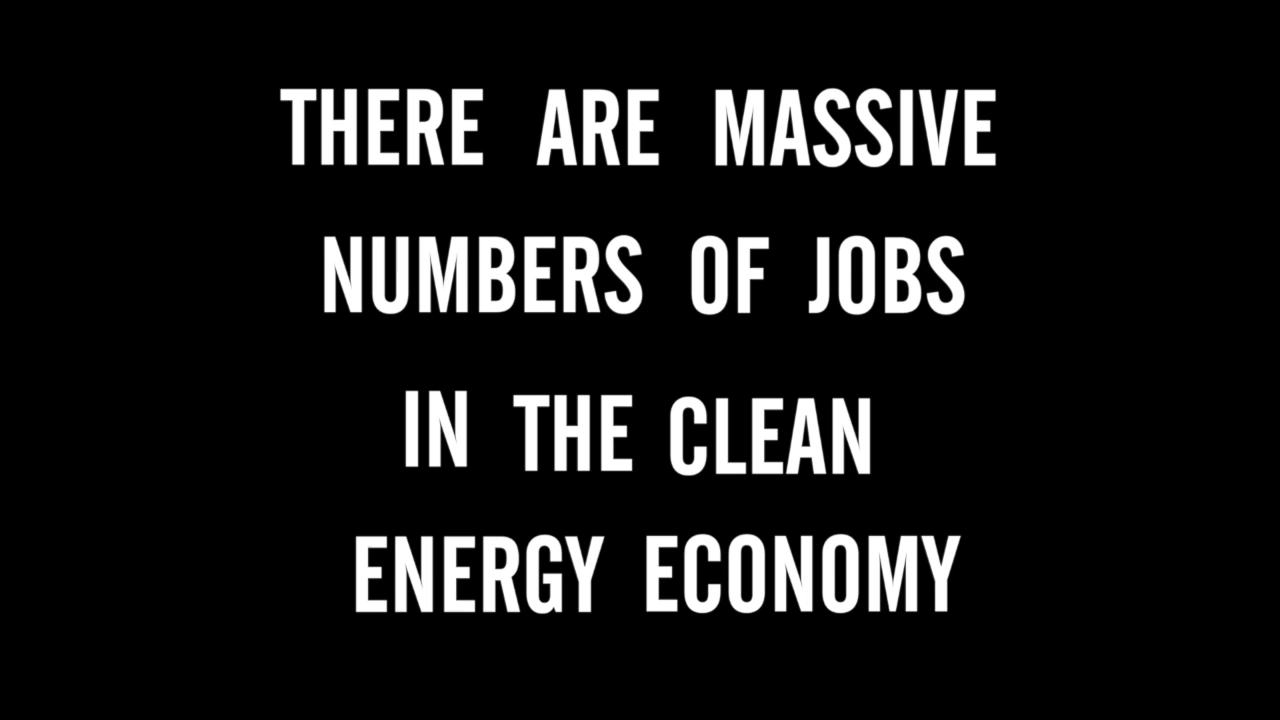 THERE ARE MASSIVE
NUMBERS OF JOBS
IN THE CLEAN
ENERGY ECONOMY